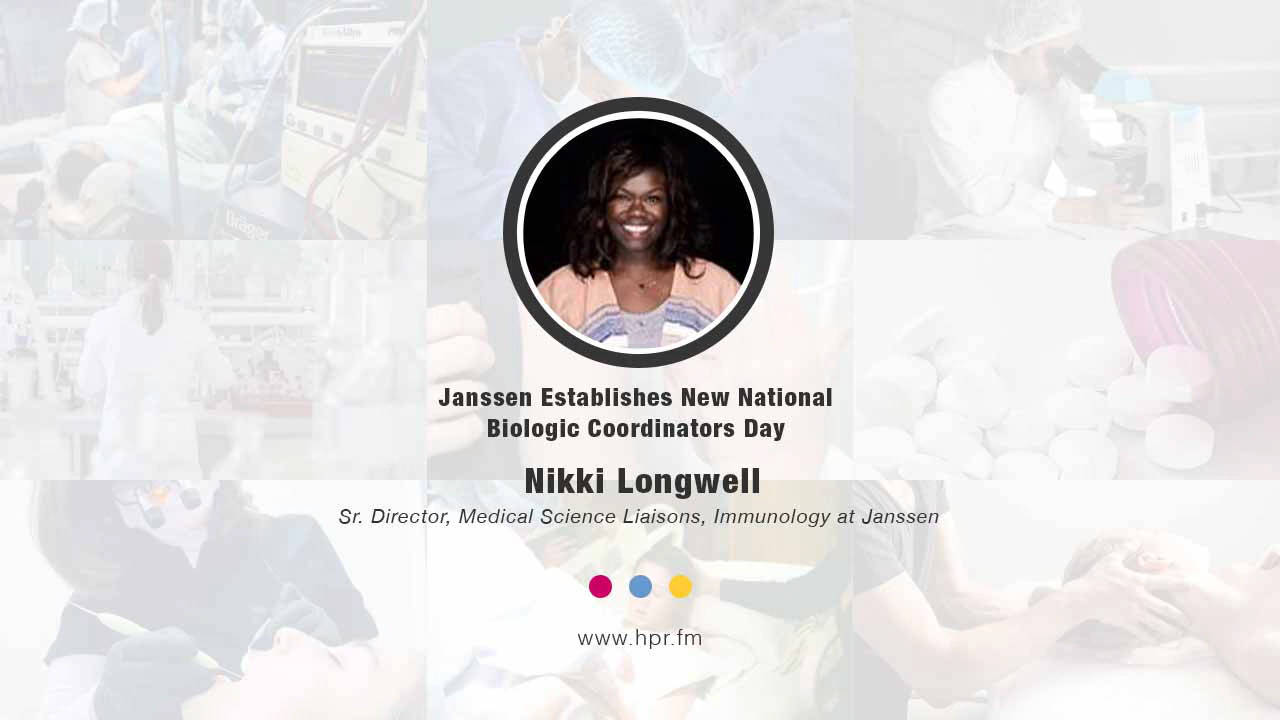 Dräger
Janssen Establishes New National
Biologic Coordinators Day
Nikki Longwell
Sr. Director, Medical Science Liaisons, Immunology at Janssen
www.hpr.fm